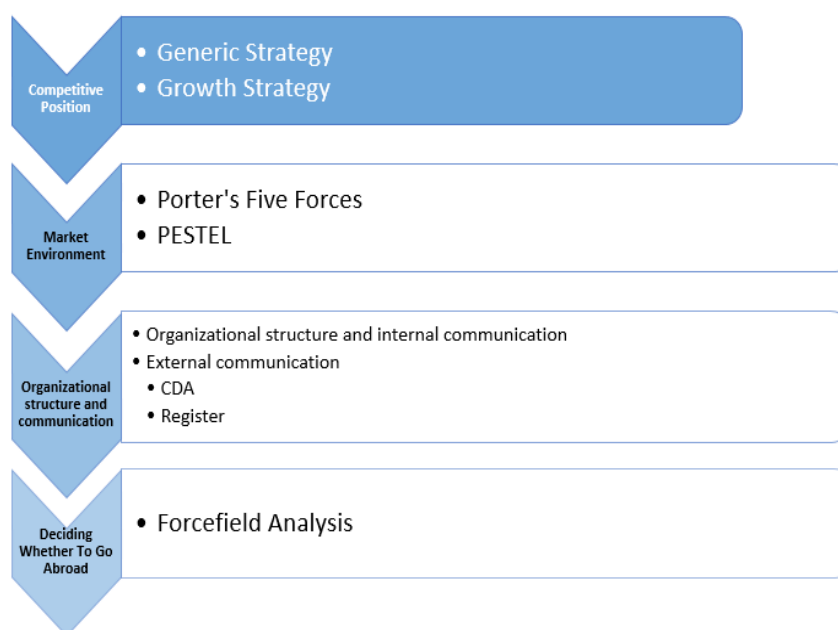 Competitive
Position
• Generic Strategy
• Growth Strategy
Market
Environment
• Porter's Five Forces
• PESTEL
Organizational
structure and
communication
• Organizational structure and internal communication
• External communication
• CDA
• Register
Deciding
Whether To Go
Abroad
• Forcefield Analysis